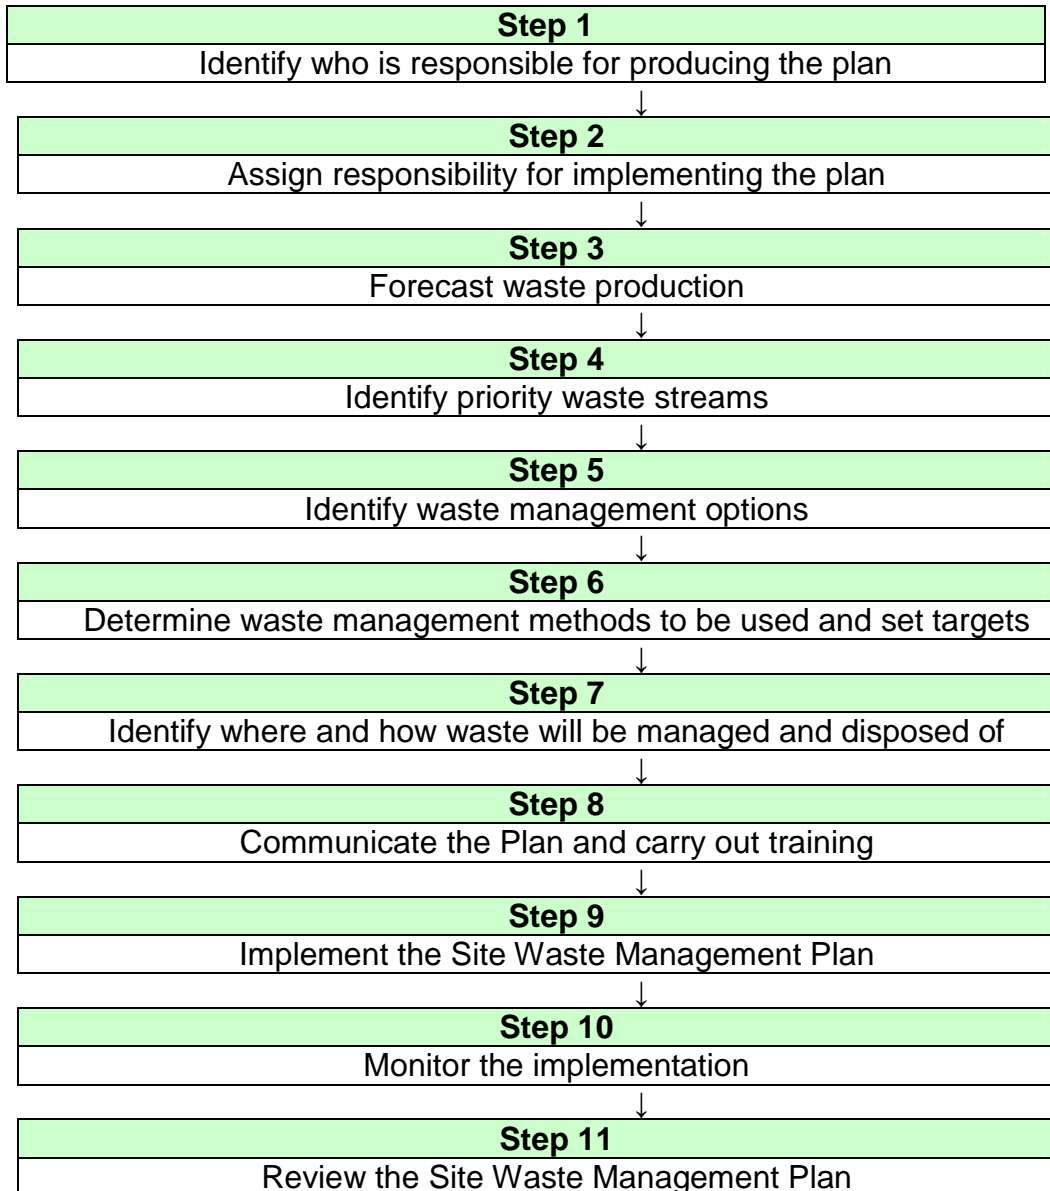 Step 1
Identify who is responsible for producing the plan
↓
Step 2
Assign responsibility for implementing the plan
↓
Step 3
Forecast waste production
↓
Step 4
Identify priority waste streams
↓
Step 5
Identify waste management options
↓
Step 6
Determine waste management methods to be used and set targets
↓
Step 7
Identify where and how waste will be managed and disposed of
↓
Step 8
Communicate the Plan and carry out training
↓
Step 9
Implement the Site Waste Management Plan
↓
Step 10
Monitor the implementation
↓
Step 11
Review the Site Waste Management Plan